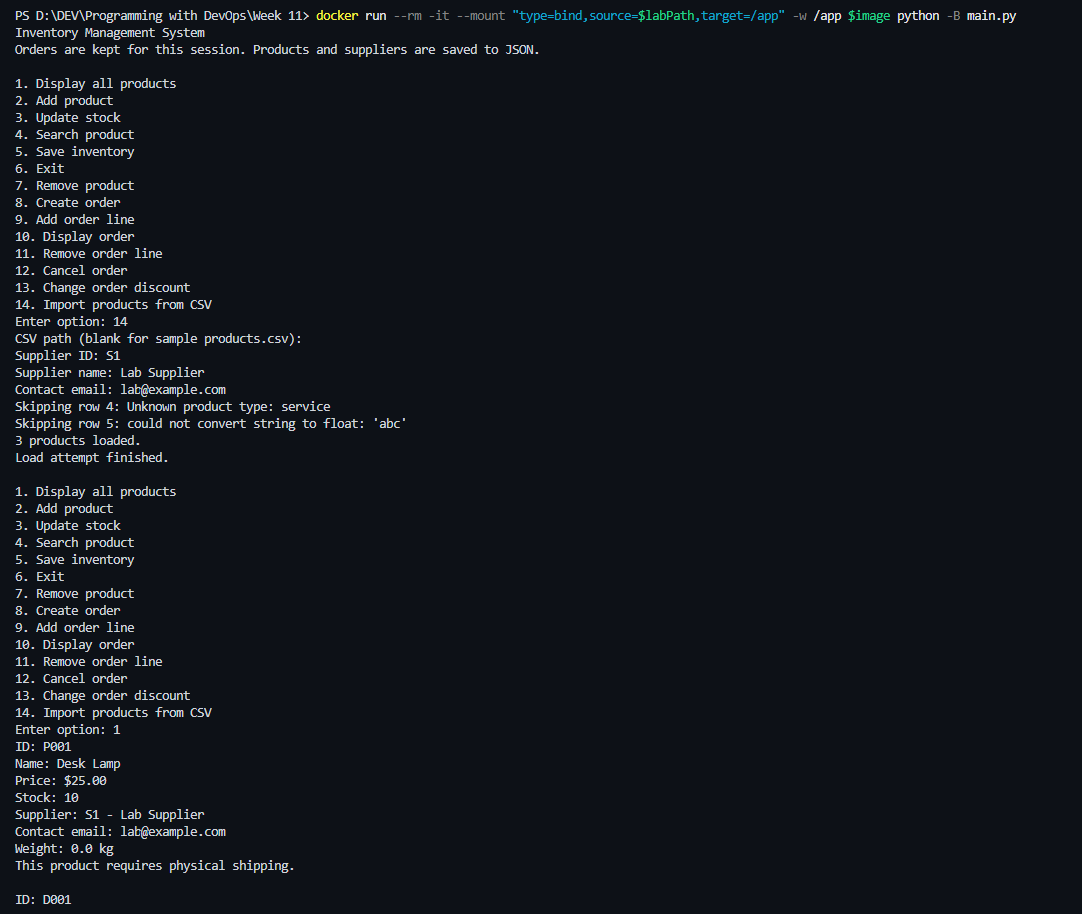 PS D:\DEV\Programming with DevOps\Week 11> docker run --rm -it --mount "type=bind,source=$labPath,target=/app" -w /app $image python -B main.py
Inventory Management System
Orders are kept for this session. Products and suppliers are saved to JSON.
1. Display all products
2. Add product
3. Update stock
4. Search product
5. Save inventory
6. Exit
7. Remove product
8. Create order
9. Add order line
10. Display order
11. Remove order line
12. Cancel order
13. Change order discount
14. Import products from CSV
Enter option: 14
CSV path (blank for sample products.csv):
Supplier ID: S1
Supplier name: Lab Supplier
Contact email: lab@example.com
Skipping row 4: Unknown product type: service
Skipping row 5: could not convert string to float: 'abc'
3 products loaded.
Load attempt finished.
1. Display all products
2. Add product
3. Update stock
4. Search product
5. Save inventory
6. Exit
7. Remove product
8. Create order
9. Add order line
10. Display order
11. Remove order line
12. Cancel order
13. Change order discount
14. Import products from CSV
Enter option: 1
ID: P001
Name: Desk Lamp
Price: $25.00
Stock: 10
Supplier: S1 - Lab Supplier
Contact email: lab@example.com
Weight: 0.0 kg
This product requires physical shipping.
ID: D001